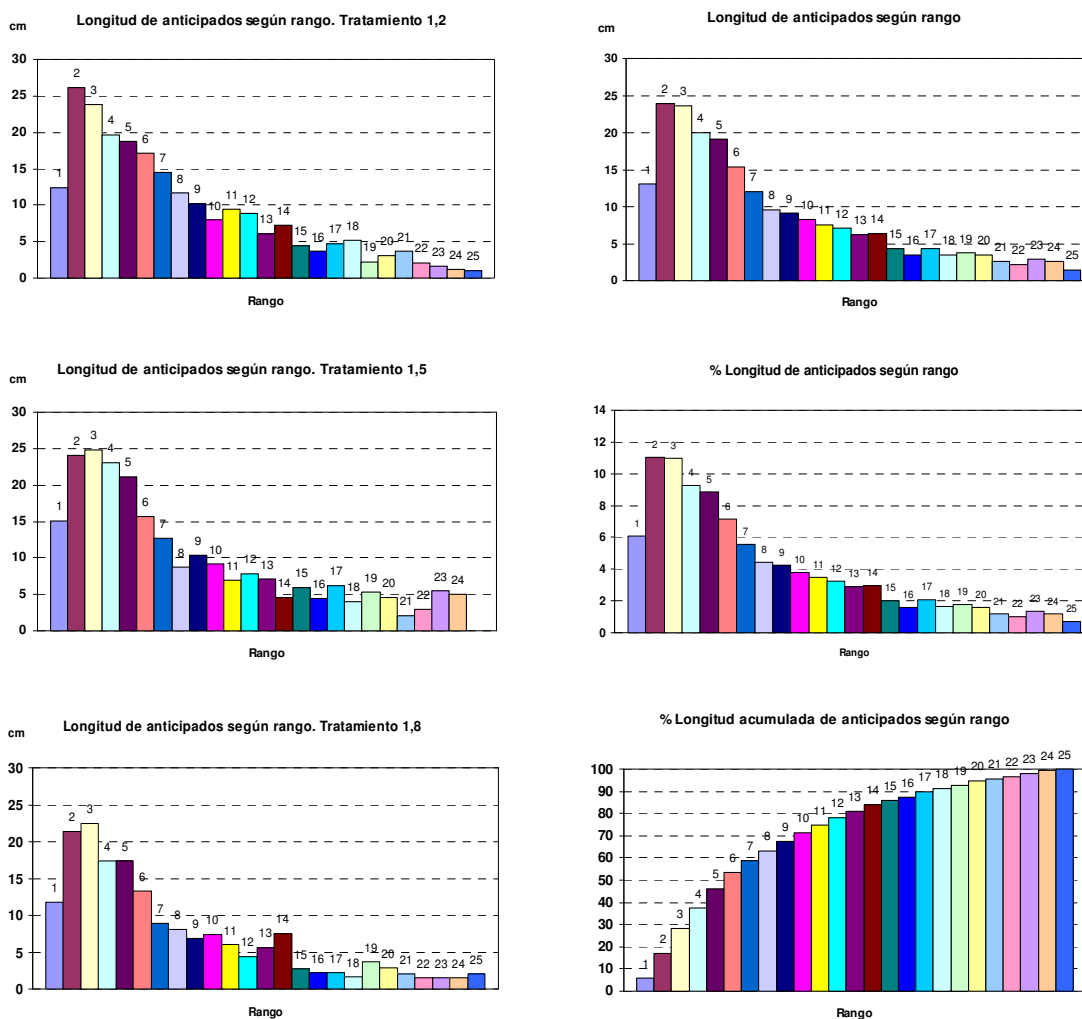 Longitud de anticipados según rango. Tratamiento 1,2
cm
30
25
20
15
10
5
0
1 2 3 4 5 6 7 8 9 10 11 12 13 14 15 16 17 18 19 20 21 22 23 24 25
Rango
Longitud de anticipados según rango
cm
30
25
20
15
10
5
0
1 2 3 4 5 6 7 8 9 10 11 12 13 14 15 16 17 18 19 20 21 22 23 24 25
Rango
Longitud de anticipados según rango. Tratamiento 1,5
cm
30
25
20
15
10
5
0
1 2 3 4 5 6 7 8 9 10 11 12 13 14 15 16 17 18 19 20 21 22 23 24
Rango
% Longitud de anticipados según rango
14
12
10
8
6
4
2
0
1 2 3 4 5 6 7 8 9 10 11 12 13 14 15 16 17 18 19 20 21 22 23 24 25
Rango
Longitud de anticipados según rango. Tratamiento 1,8
cm
30
25
20
15
10
5
0
1 2 3 4 5 6 7 8 9 10 11 12 13 14 15 16 17 18 19 20 21 22 23 24 25
Rango
% Longitud acumulada de anticipados según rango
100
90
80
70
60
50
40
30
20
10
0
1 2 3 4 5 6 7 8 9 10 11 12 13 14 15 16 17 18 19 20 21 22 23 24 25
Rango